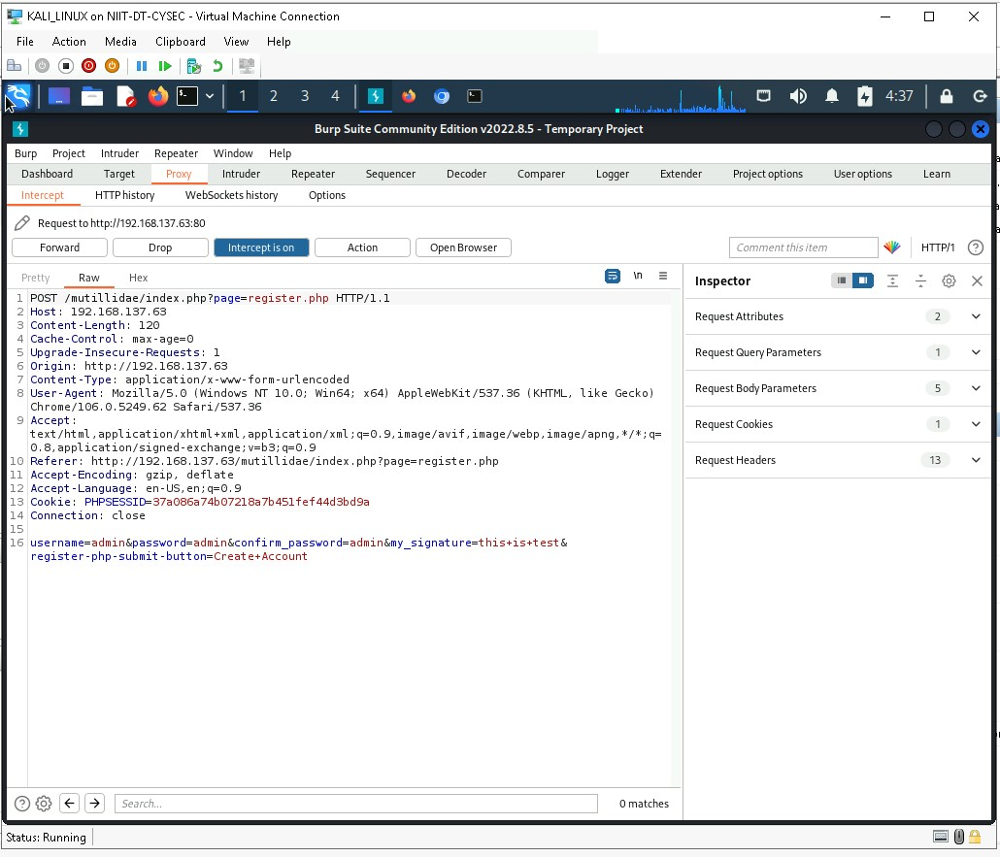 KALI_LINUX on NIIT-DT-CYSEC - Virtual Machine Connection
File Action Media Clipboard View Help
1 2 3 4 4:37
Burp Suite Community Edition v2022.8.5 - Temporary Project
Burp Project Intruder Repeater Window Help
Dashboard Target Proxy Intruder Repeater Sequencer Decoder Comparer Logger Extender Project options User options Learn
Intercept HTTP history WebSockets history Options
Request to http://192.168.137.63:80
Forward Drop Intercept is on Action Open Browser Comment this item HTTP/1 ?
Pretty Raw Hex \n
Inspector
1 POST /mutillidae/index.php?page=register.php HTTP/1.1
2 Host: 192.168.137.63
3 Content-Length: 120
4 Cache-Control: max-age=0
5 Upgrade-Insecure-Requests: 1
6 Origin: http://192.168.137.63
7 Content-Type: application/x-www-form-urlencoded
8 User-Agent: Mozilla/5.0 (Windows NT 10.0; Win64; x64) AppleWebKit/537.36 (KHTML, like Gecko)
Chrome/106.0.5249.62 Safari/537.36
9 Accept:
text/html,application/xhtml+xml,application/xml;q=0.9,image/avif,image/webp,image/apng,*/*;q=
0.8,application/signed-exchange;v=b3;q=0.9
10 Referer: http://192.168.137.63/mutillidae/index.php?page=register.php
11 Accept-Encoding: gzip, deflate
12 Accept-Language: en-US,en;q=0.9
13 Cookie: PHPSESSID=37a086a74b07218a7b451fef44d3bd9a
14 Connection: close
15
16 username=admin&password=admin&confirm_password=admin&my_signature=this+is+test&
register-php-submit-button=Create+Account
Request Attributes 2
Request Query Parameters 1
Request Body Parameters 5
Request Cookies 1
Request Headers 13
? Search... 0 matches
Status: Running